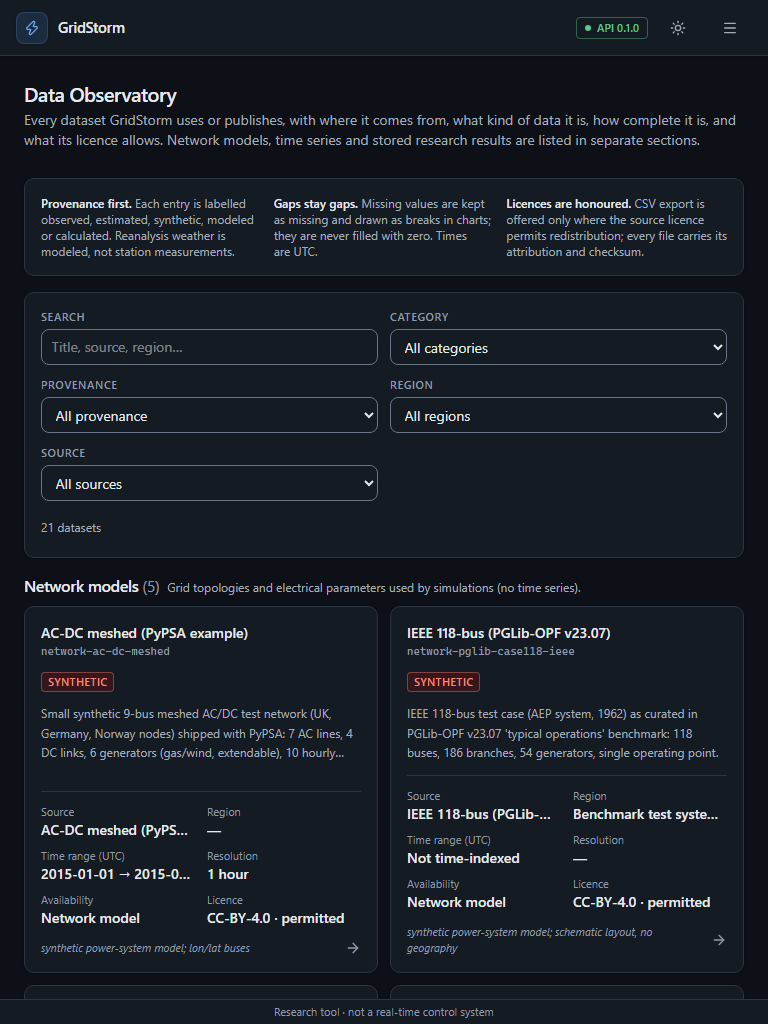 GridStorm
API 0.1.0
Data Observatory
Every dataset GridStorm uses or publishes, with where it comes from, what kind of data it is, how complete it is, and
what its licence allows. Network models, time series and stored research results are listed in separate sections.
Provenance first. Each entry is labelled
observed, estimated, synthetic, modeled
or calculated. Reanalysis weather is
modeled, not station measurements.
Gaps stay gaps. Missing values are kept
as missing and drawn as breaks in charts;
they are never filled with zero. Times
are UTC.
Licences are honoured. CSV export is
offered only where the source licence
permits redistribution; every file carries its
attribution and checksum.
SEARCH
Title, source, region...
CATEGORY
All categories
PROVENANCE
All provenance
REGION
All regions
SOURCE
All sources
21 datasets
Network models (5) Grid topologies and electrical parameters used by simulations (no time series).
AC-DC meshed (PyPSA example)
network-ac-dc-meshed
SYNTHETIC
Small synthetic 9-bus meshed AC/DC test network (UK,
Germany, Norway nodes) shipped with PyPSA: 7 AC lines, 4
DC links, 6 generators (gas/wind, extendable), 10 hourly...
Source
AC-DC meshed (PyPS...
Region
—
Time range (UTC)
2015-01-01 → 2015-0...
Resolution
1 hour
Availability
Network model
Licence
CC-BY-4.0 · permitted
synthetic power-system model; lon/lat buses
→
IEEE 118-bus (PGLib-OPF v23.07)
network-pglib-case118-ieee
SYNTHETIC
IEEE 118-bus test case (AEP system, 1962) as curated in
PGLib-OPF v23.07 'typical operations' benchmark: 118
buses, 186 branches, 54 generators, single operating point.
Source
IEEE 118-bus (PGLib-...
Region
Benchmark test syste...
Time range (UTC)
Not time-indexed
Resolution
—
Availability
Network model
Licence
CC-BY-4.0 · permitted
synthetic power-system model; schematic layout, no
geography
→
Research tool · not a real-time control system